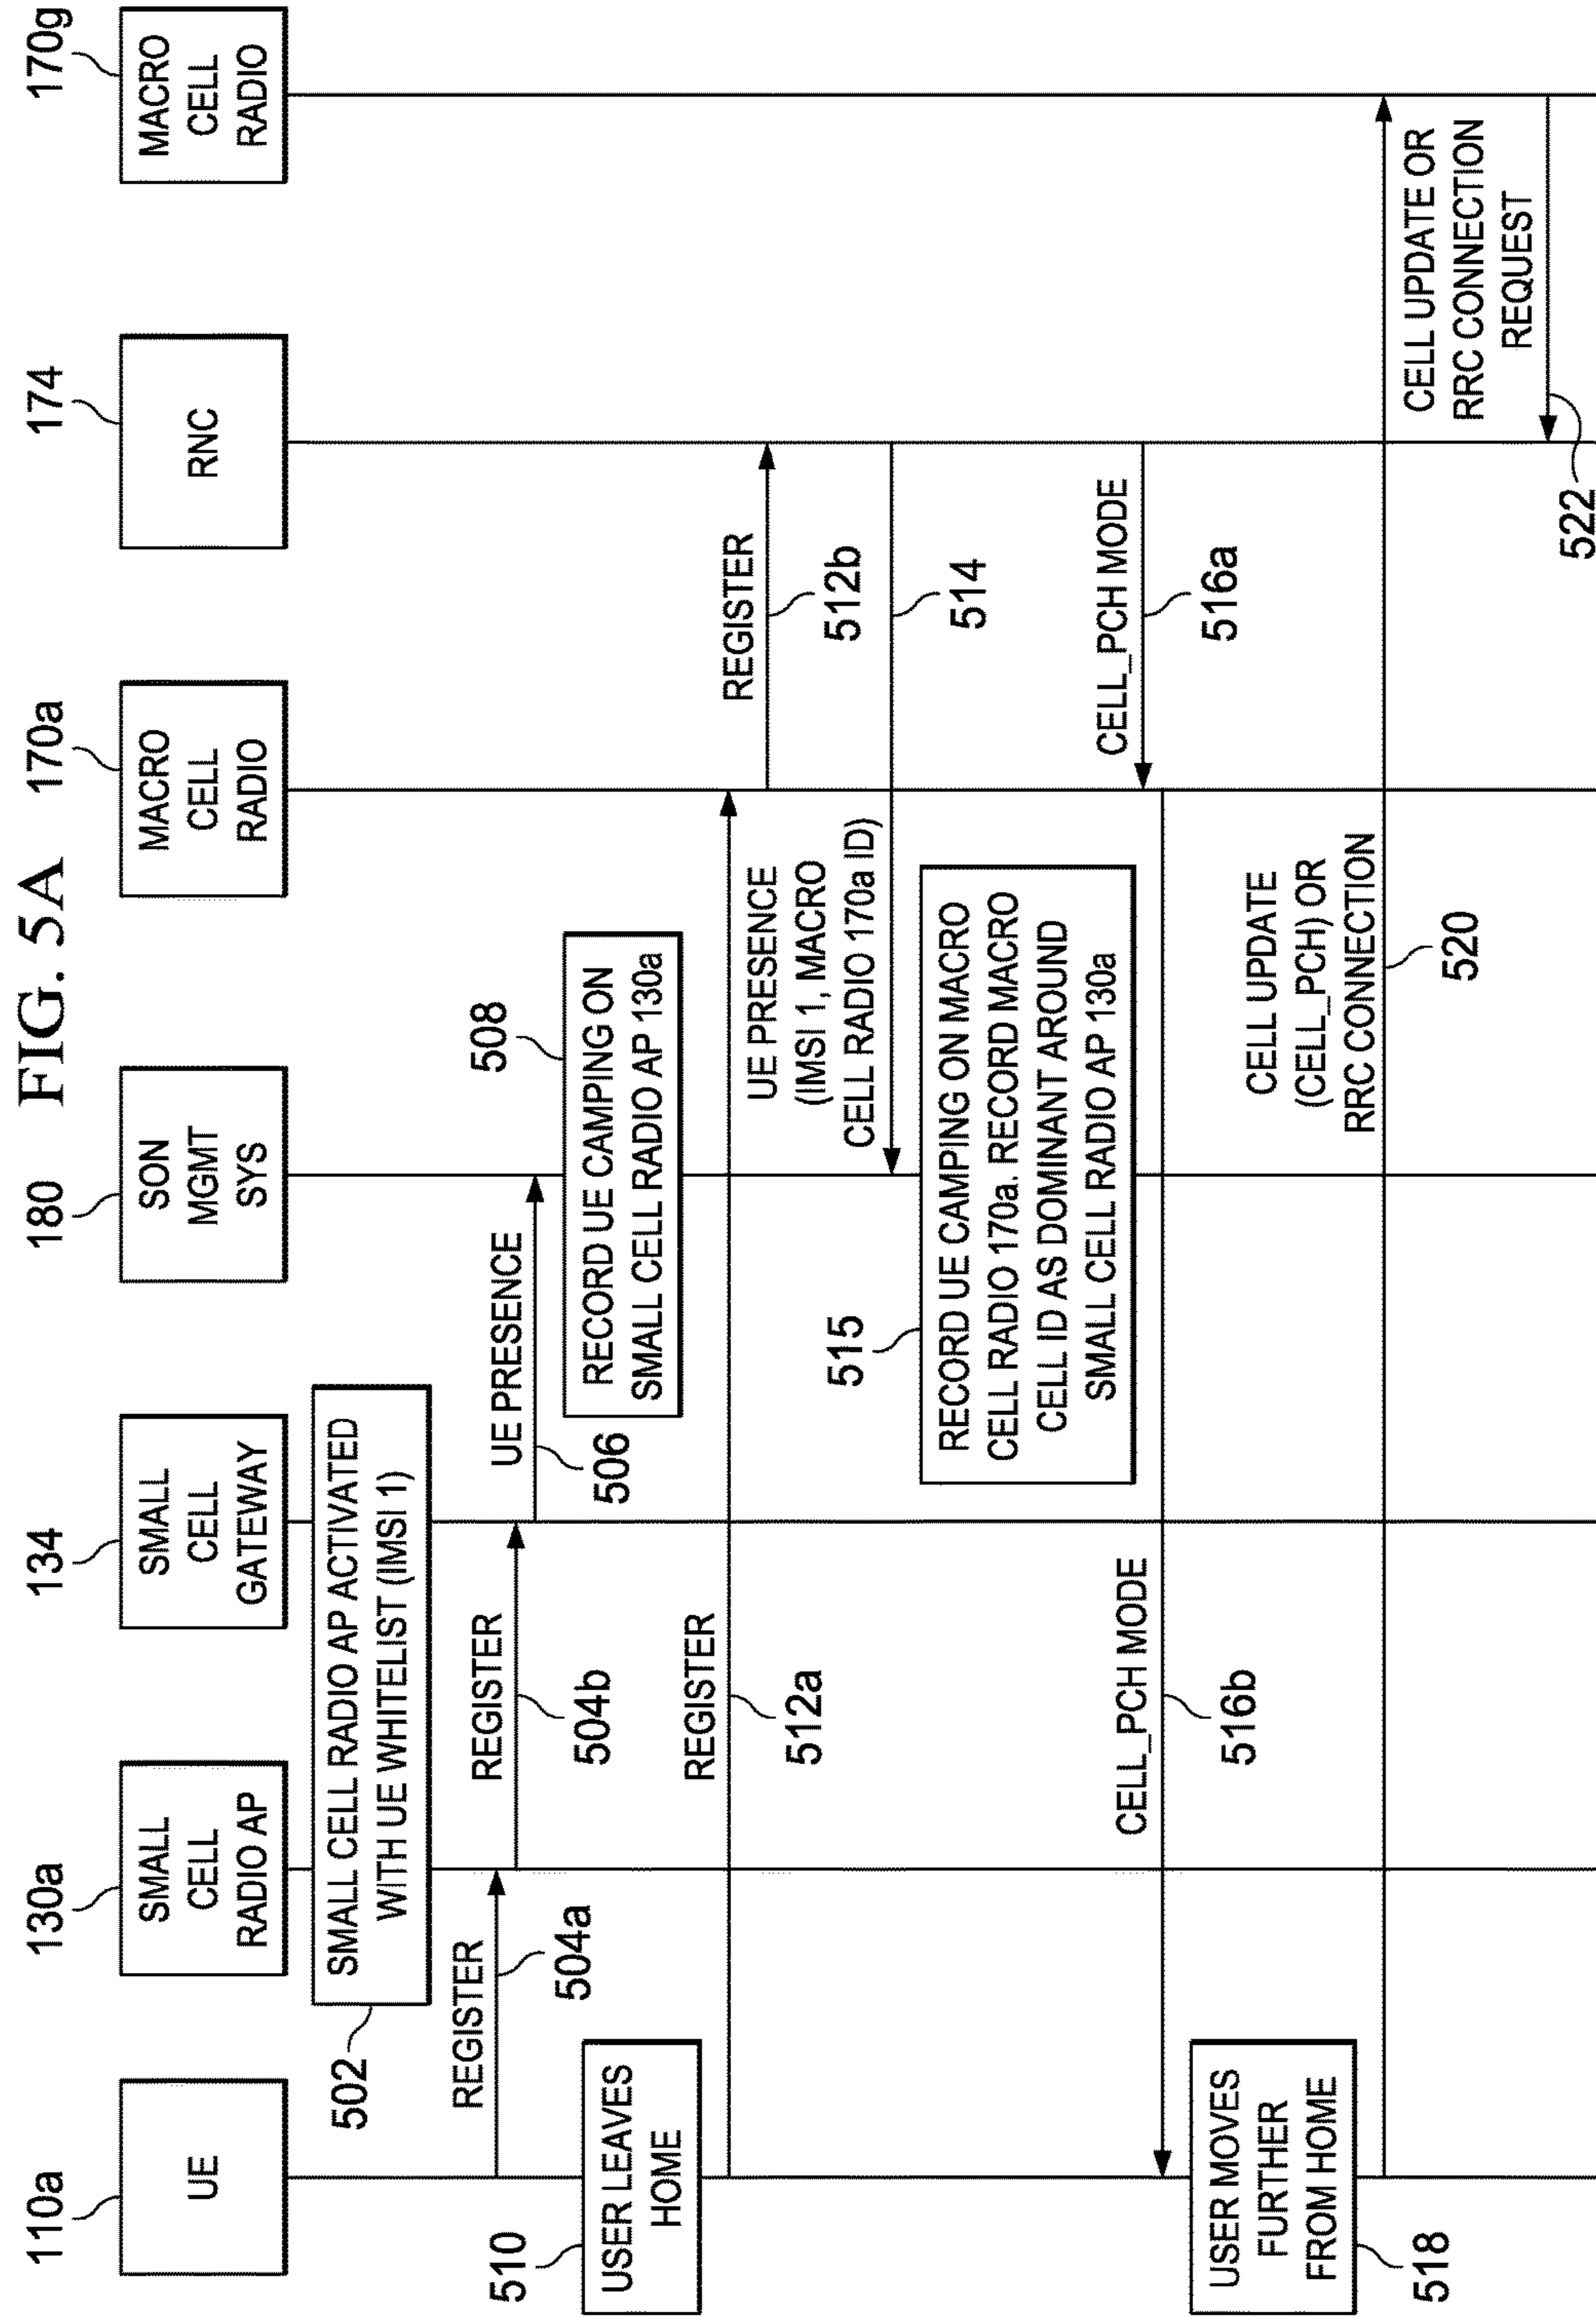 FIG. 5A
110a
UE
130a
SMALL
CELL
RADIO AP
134
SMALL
CELL
GATEWAY
180
SON
MGMT
SYS
170a
MACRO
CELL
RADIO
174
RNC
170g
MACRO
CELL
RADIO
502
SMALL CELL RADIO AP ACTIVATED
WITH UE WHITELIST (IMSI 1)
REGISTER
504a
REGISTER
504b
UE PRESENCE
506
508
RECORD UE CAMPING ON
SMALL CELL RADIO AP 130a
510
USER LEAVES
HOME
REGISTER
512a
REGISTER
512b
UE PRESENCE
(IMSI 1, MACRO
CELL RADIO 170a ID)
514
515
RECORD UE CAMPING ON MACRO
CELL RADIO 170a. RECORD MACRO
CELL ID AS DOMINANT AROUND
SMALL CELL RADIO AP 130a
CELL_PCH MODE
516a
CELL_PCH MODE
516b
USER MOVES
FURTHER
FROM HOME
518
CELL UPDATE
(CELL_PCH) OR
RRC CONNECTION
520
CELL UPDATE OR
RRC CONNECTION
REQUEST
522